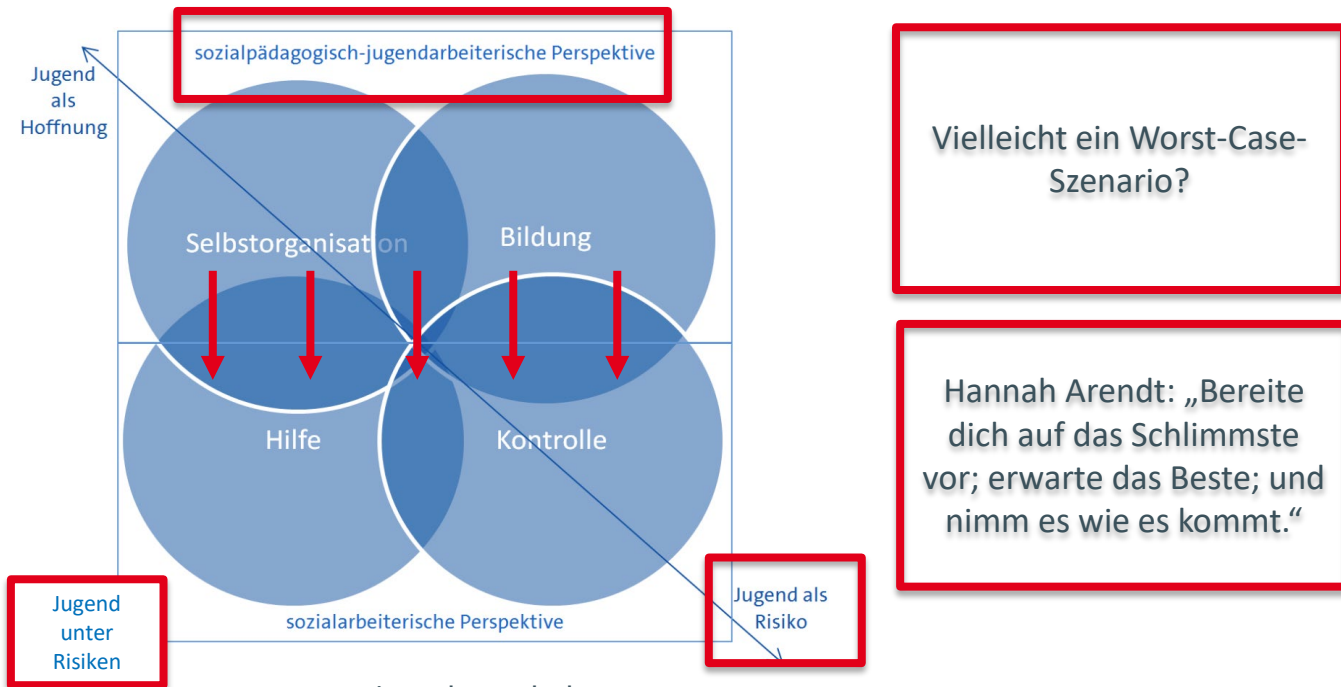 sozialpädagogisch-jugendarbeiterische Perspektive
Jugend
als
Hoffnung
Selbstorganisation
Bildung
Hilfe
Kontrolle
Jugend
unter
Risiken
sozialarbeiterische Perspektive
Jugend als
Risiko
Vielleicht ein Worst-Case-
Szenario?
Hannah Arendt: „Bereite
dich auf das Schlimmste
vor; erwarte das Beste; und
nimm es wie es kommt.“